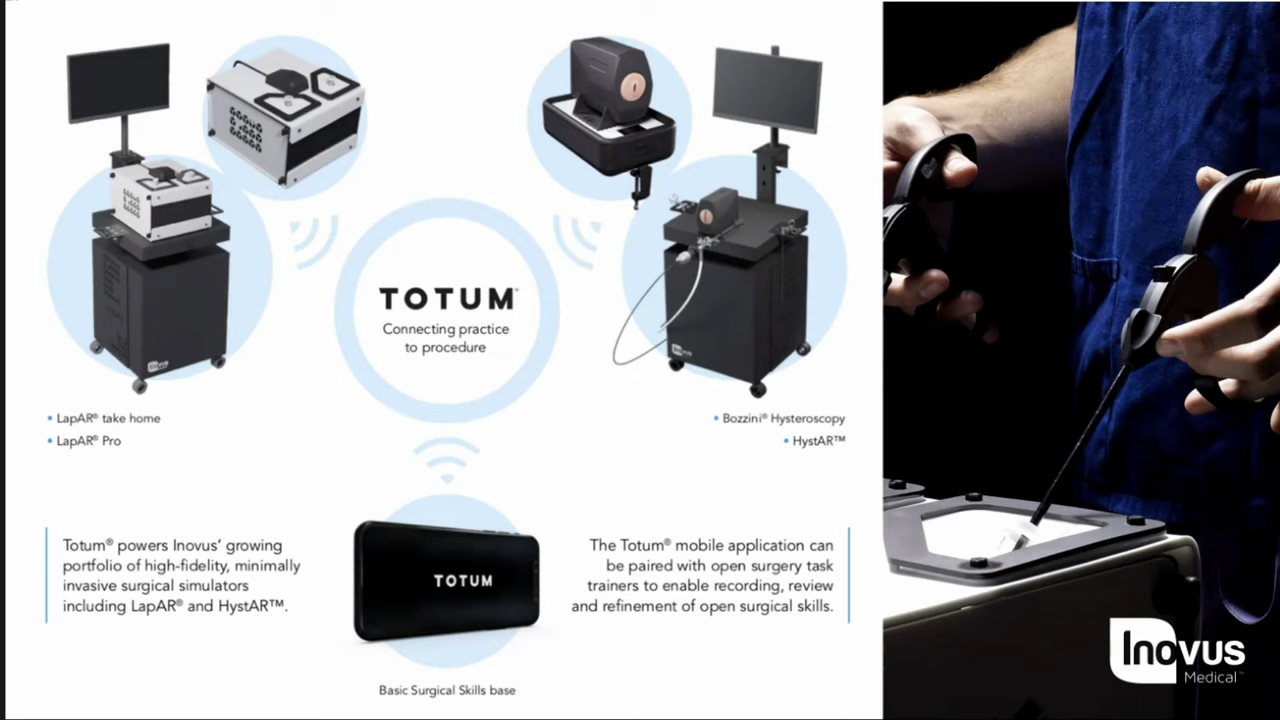 TOTUM®
Connecting practice
to procedure
• LapAR® take home
• LapAR® Pro
• Bozzini® Hysteroscopy
• HystAR™
Totum® powers Inovus’ growing
portfolio of high-fidelity, minimally
invasive surgical simulators
including LapAR® and HystAR™.
TOTUM
The Totum® mobile application can
be paired with open surgery task
trainers to enable recording, review
and refinement of open surgical skills.
Basic Surgical Skills base
Inovus
Inovus
Medical™